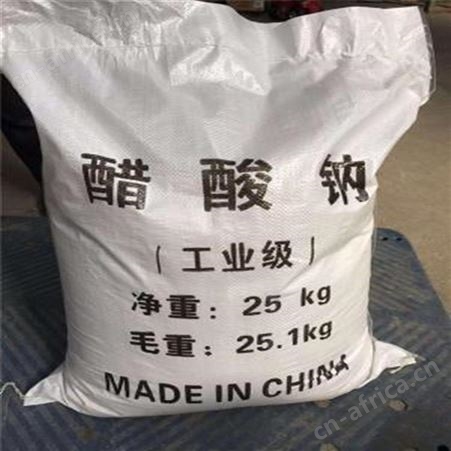 醋酸钠
（工业级）
净重：25 kg
毛重：25.1kg
MADE IN CHINA
cn-africa.cn